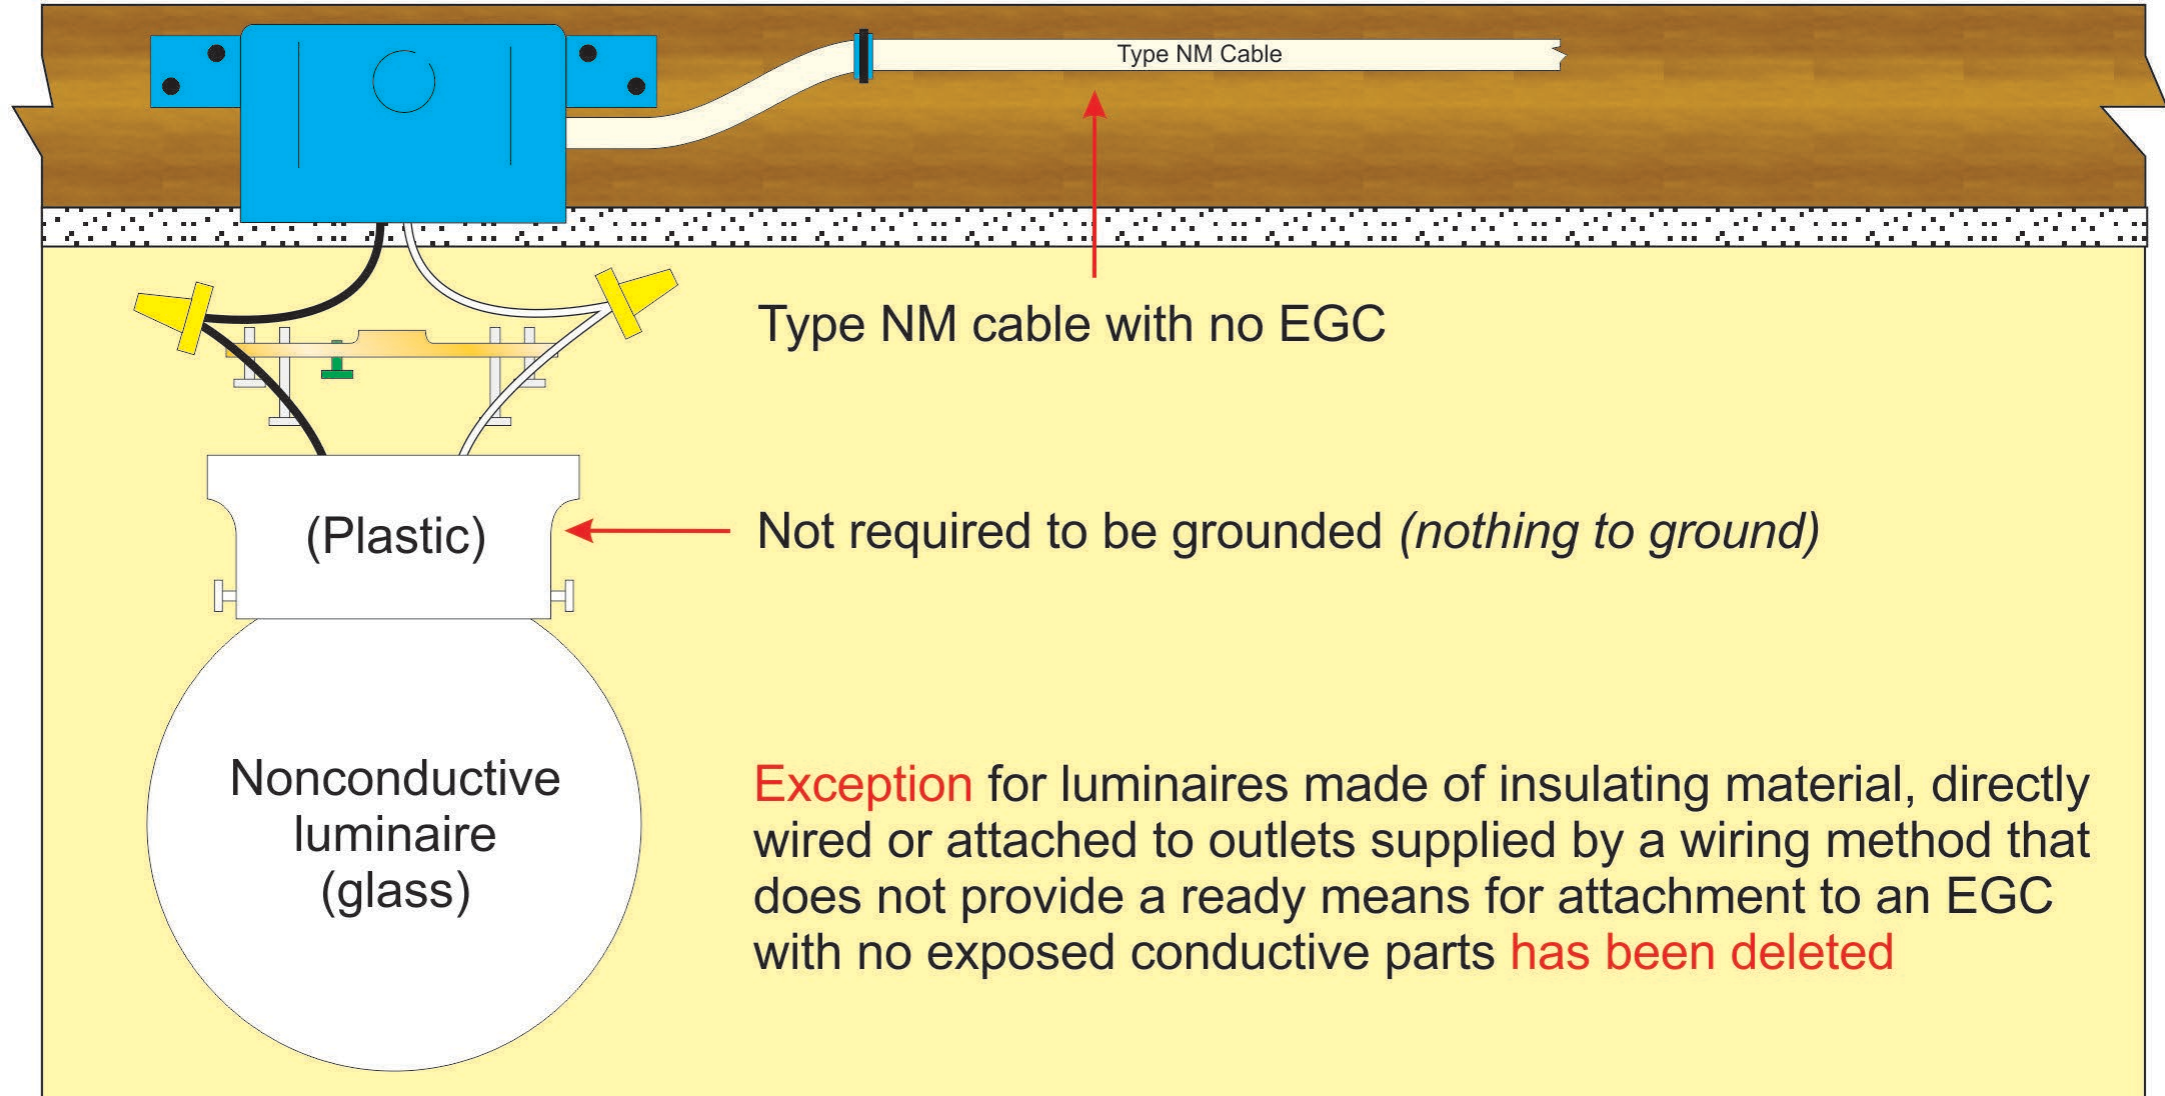 Type NM Cable
Type NM cable with no EGC
(Plastic)
Not required to be grounded (nothing to ground)
Nonconductive
luminaire
(glass)
Exception for luminaires made of insulating material, directly
wired or attached to outlets supplied by a wiring method that
does not provide a ready means for attachment to an EGC
with no exposed conductive parts has been deleted